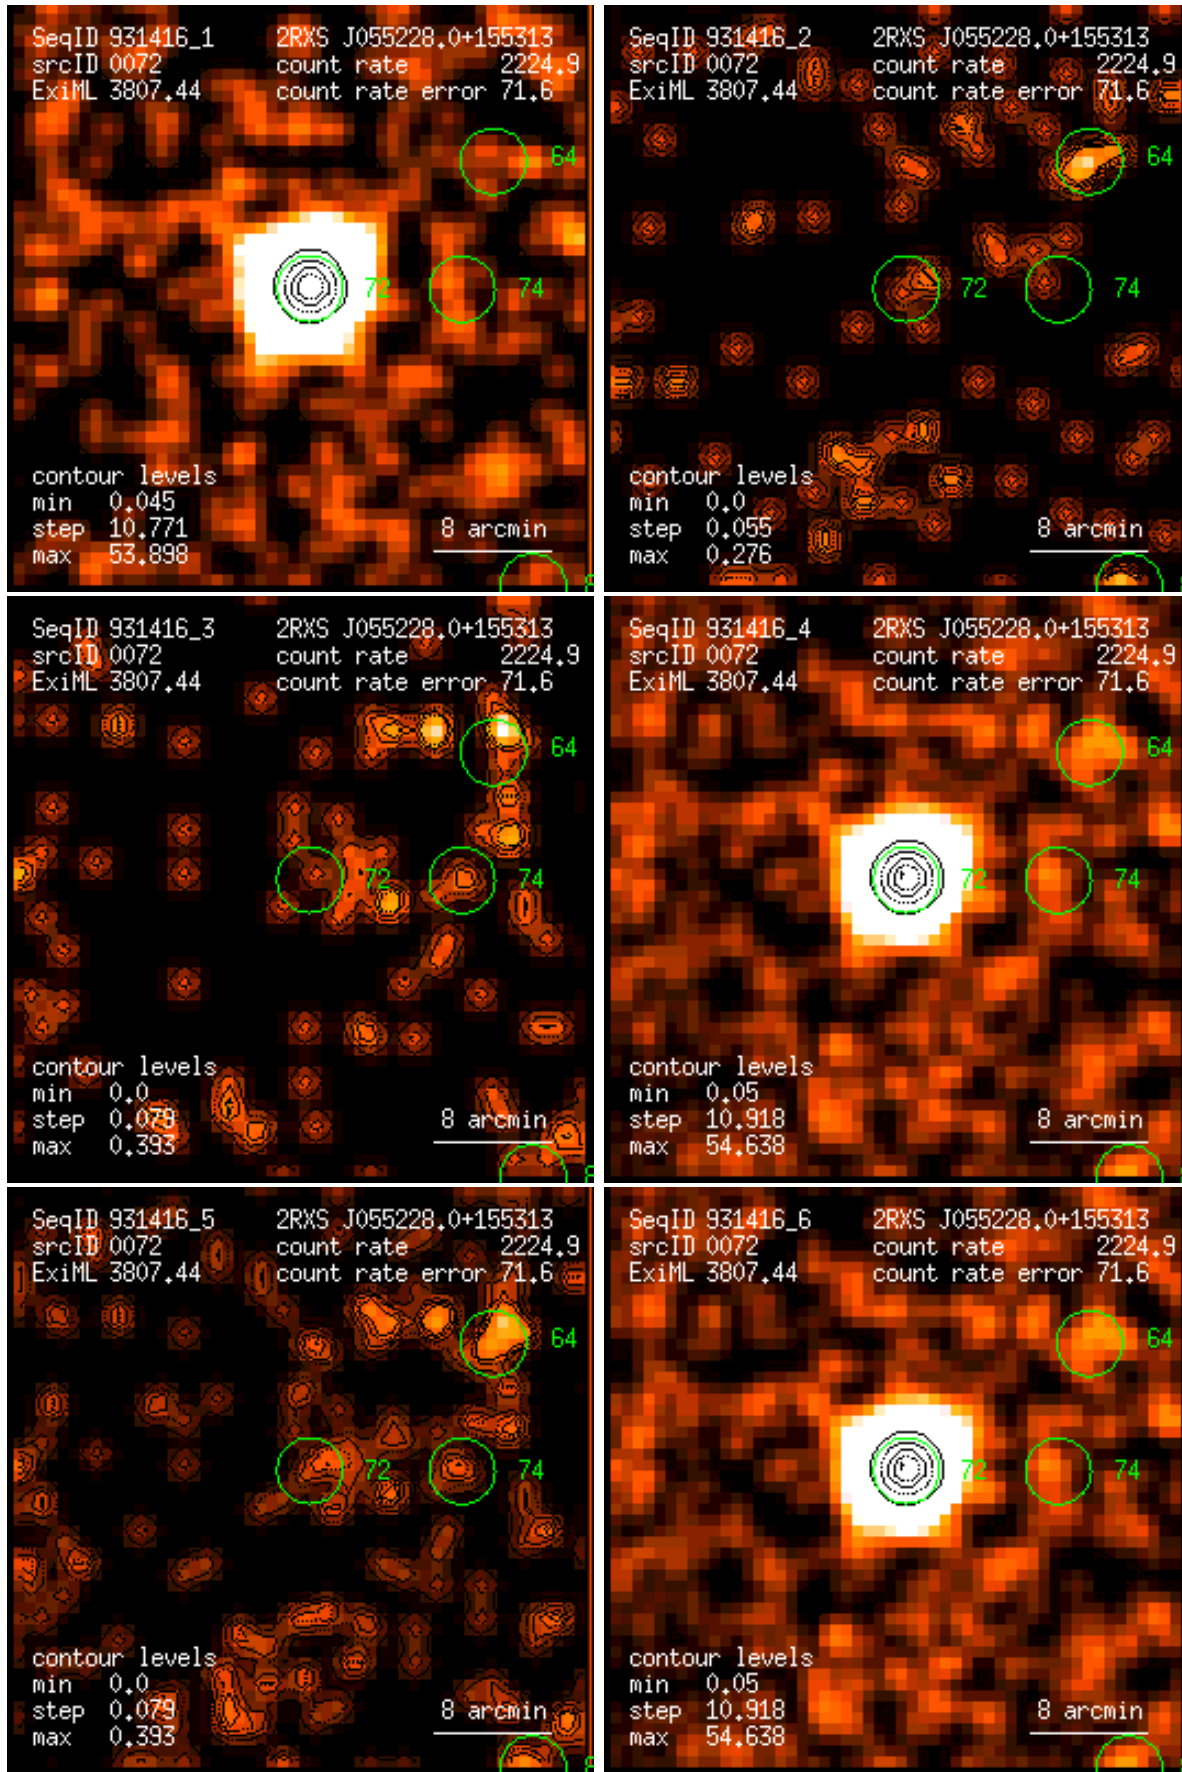 SeqID 931416_1 2RXS J055228.0+155313
srcID 0072 count rate 2224.9
ExiML 3807.44 count rate error 71.6
64
72 74
contour levels
min 0.045
step 10.771 8 arcmin
max 53.898
SeqID 931416_2 2RXS J055228.0+155313
srcID 0072 count rate 2224.9
ExiML 3807.44 count rate error 71.6
64
72 74
contour levels
min 0.0
step 0.055 8 arcmin
max 0.276
SeqID 931416_3 2RXS J055228.0+155313
srcID 0072 count rate 2224.9
ExiML 3807.44 count rate error 71.6
64
72 74
contour levels
min 0.0
step 0.079 8 arcmin
max 0.393
SeqID 931416_4 2RXS J055228.0+155313
srcID 0072 count rate 2224.9
ExiML 3807.44 count rate error 71.6
64
72 74
contour levels
min 0.05
step 10.918 8 arcmin
max 54.638
SeqID 931416_5 2RXS J055228.0+155313
srcID 0072 count rate 2224.9
ExiML 3807.44 count rate error 71.6
64
72 74
contour levels
min 0.0
step 0.079 8 arcmin
max 0.393
SeqID 931416_6 2RXS J055228.0+155313
srcID 0072 count rate 2224.9
ExiML 3807.44 count rate error 71.6
64
72 74
contour levels
min 0.05
step 10.918 8 arcmin
max 54.638